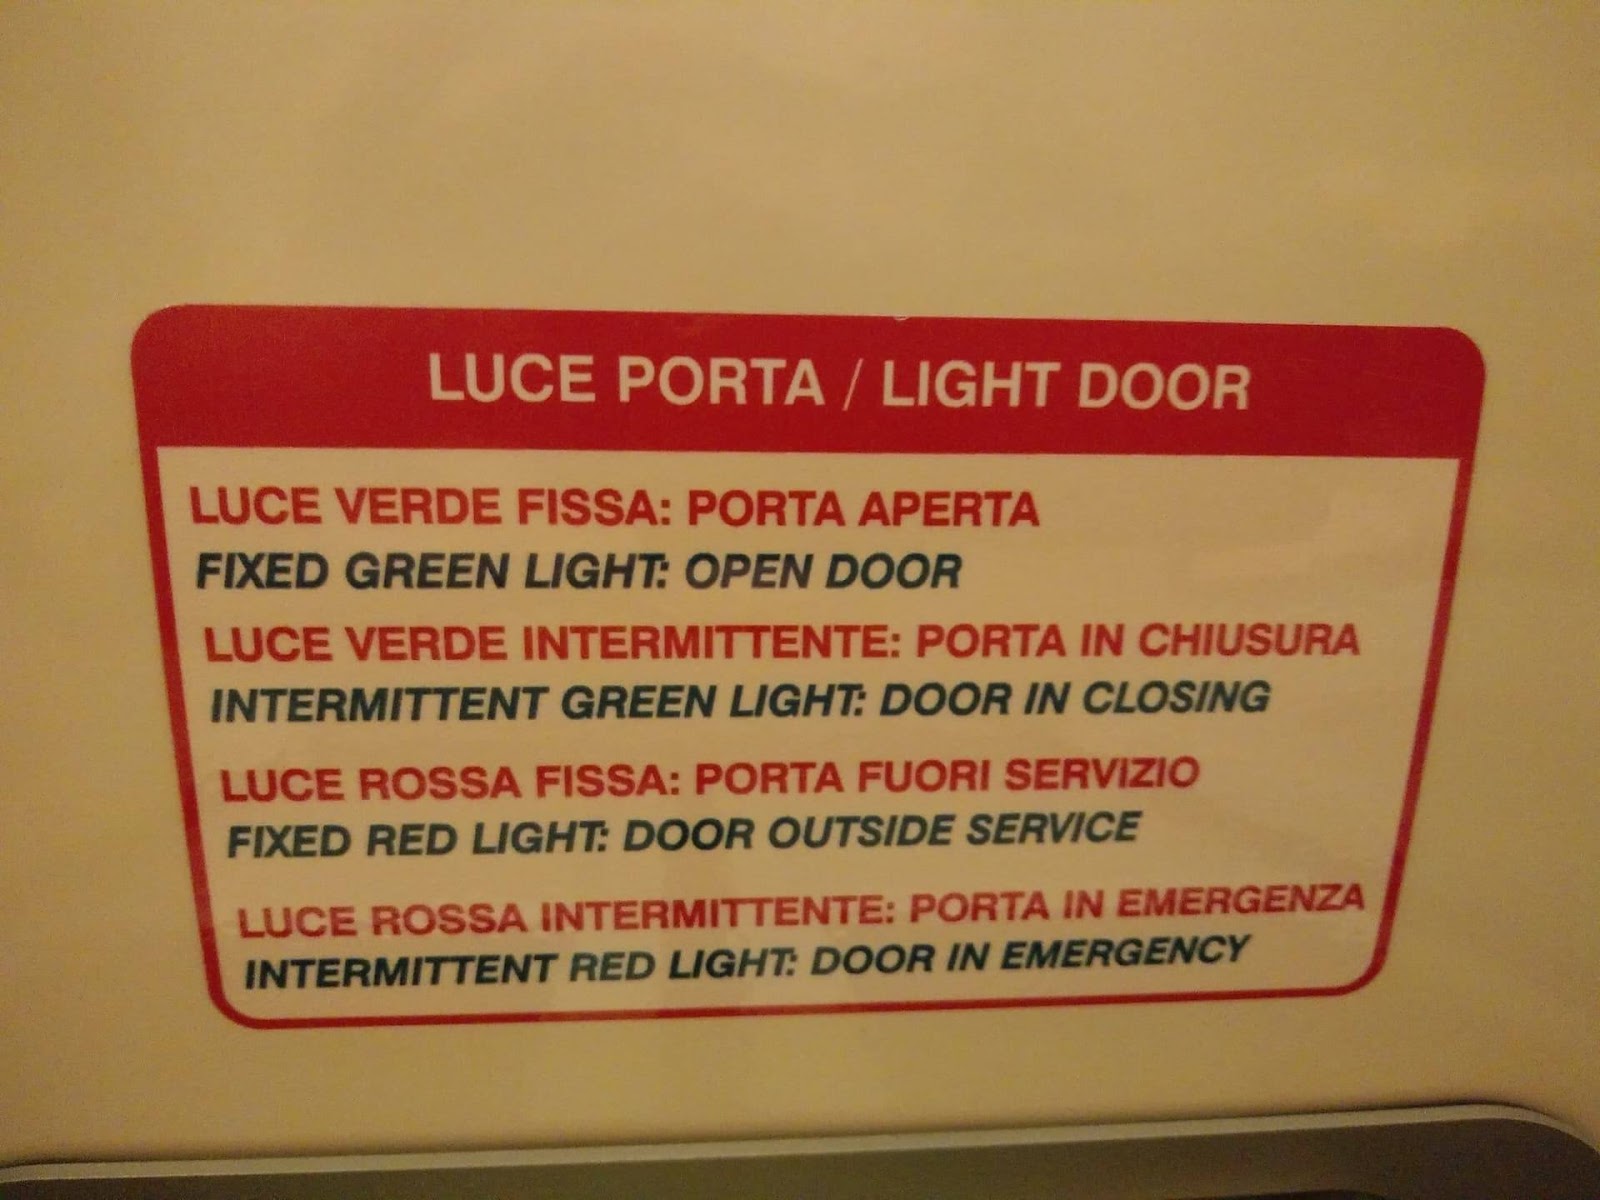 LUCE PORTA / LIGHT DOOR
LUCE VERDE FISSA: PORTA APERTA
FIXED GREEN LIGHT: OPEN DOOR
LUCE VERDE INTERMITTENTE: PORTA IN CHIUSURA
INTERMITTENT GREEN LIGHT: DOOR IN CLOSING
LUCE ROSSA FISSA: PORTA FUORI SERVIZIO
FIXED RED LIGHT: DOOR OUTSIDE SERVICE
LUCE ROSSA INTERMITTENTE: PORTA IN EMERGENZA
INTERMITTENT RED LIGHT: DOOR IN EMERGENCY